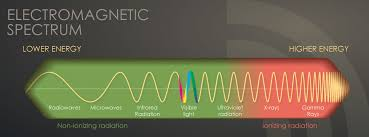 ELECTROMAGNETIC
SPECTRUM
LOWER ENERGY
HIGHER ENERGY
Radiowaves
Microwaves
Infrared
Radiation
Visible
light
Ultraviolet
radiation
X-rays
Gamma
Rays
Non-ionizing radiation
ionizing radiation